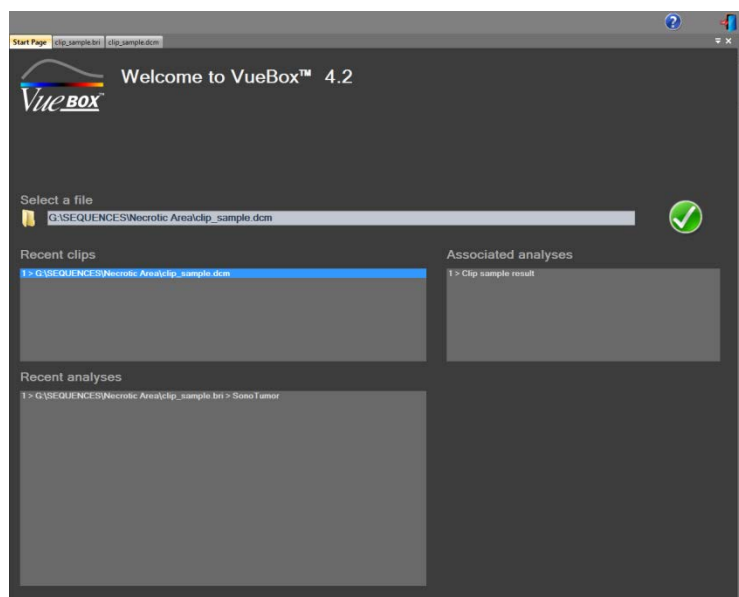 ?
Start Page clip_sample.bri clip_sample.dcm
Welcome to VueBox™ 4.2
VUEBOX™
Select a file
G:\SEQUENCES\Necrotic Area\clip_sample.dcm
Recent clips
1 > G:\SEQUENCES\Necrotic Area\clip_sample.dcm
Associated analyses
1 > Clip sample result
Recent analyses
1 > G:\SEQUENCES\Necrotic Area\clip_sample.bri > SonoTumor